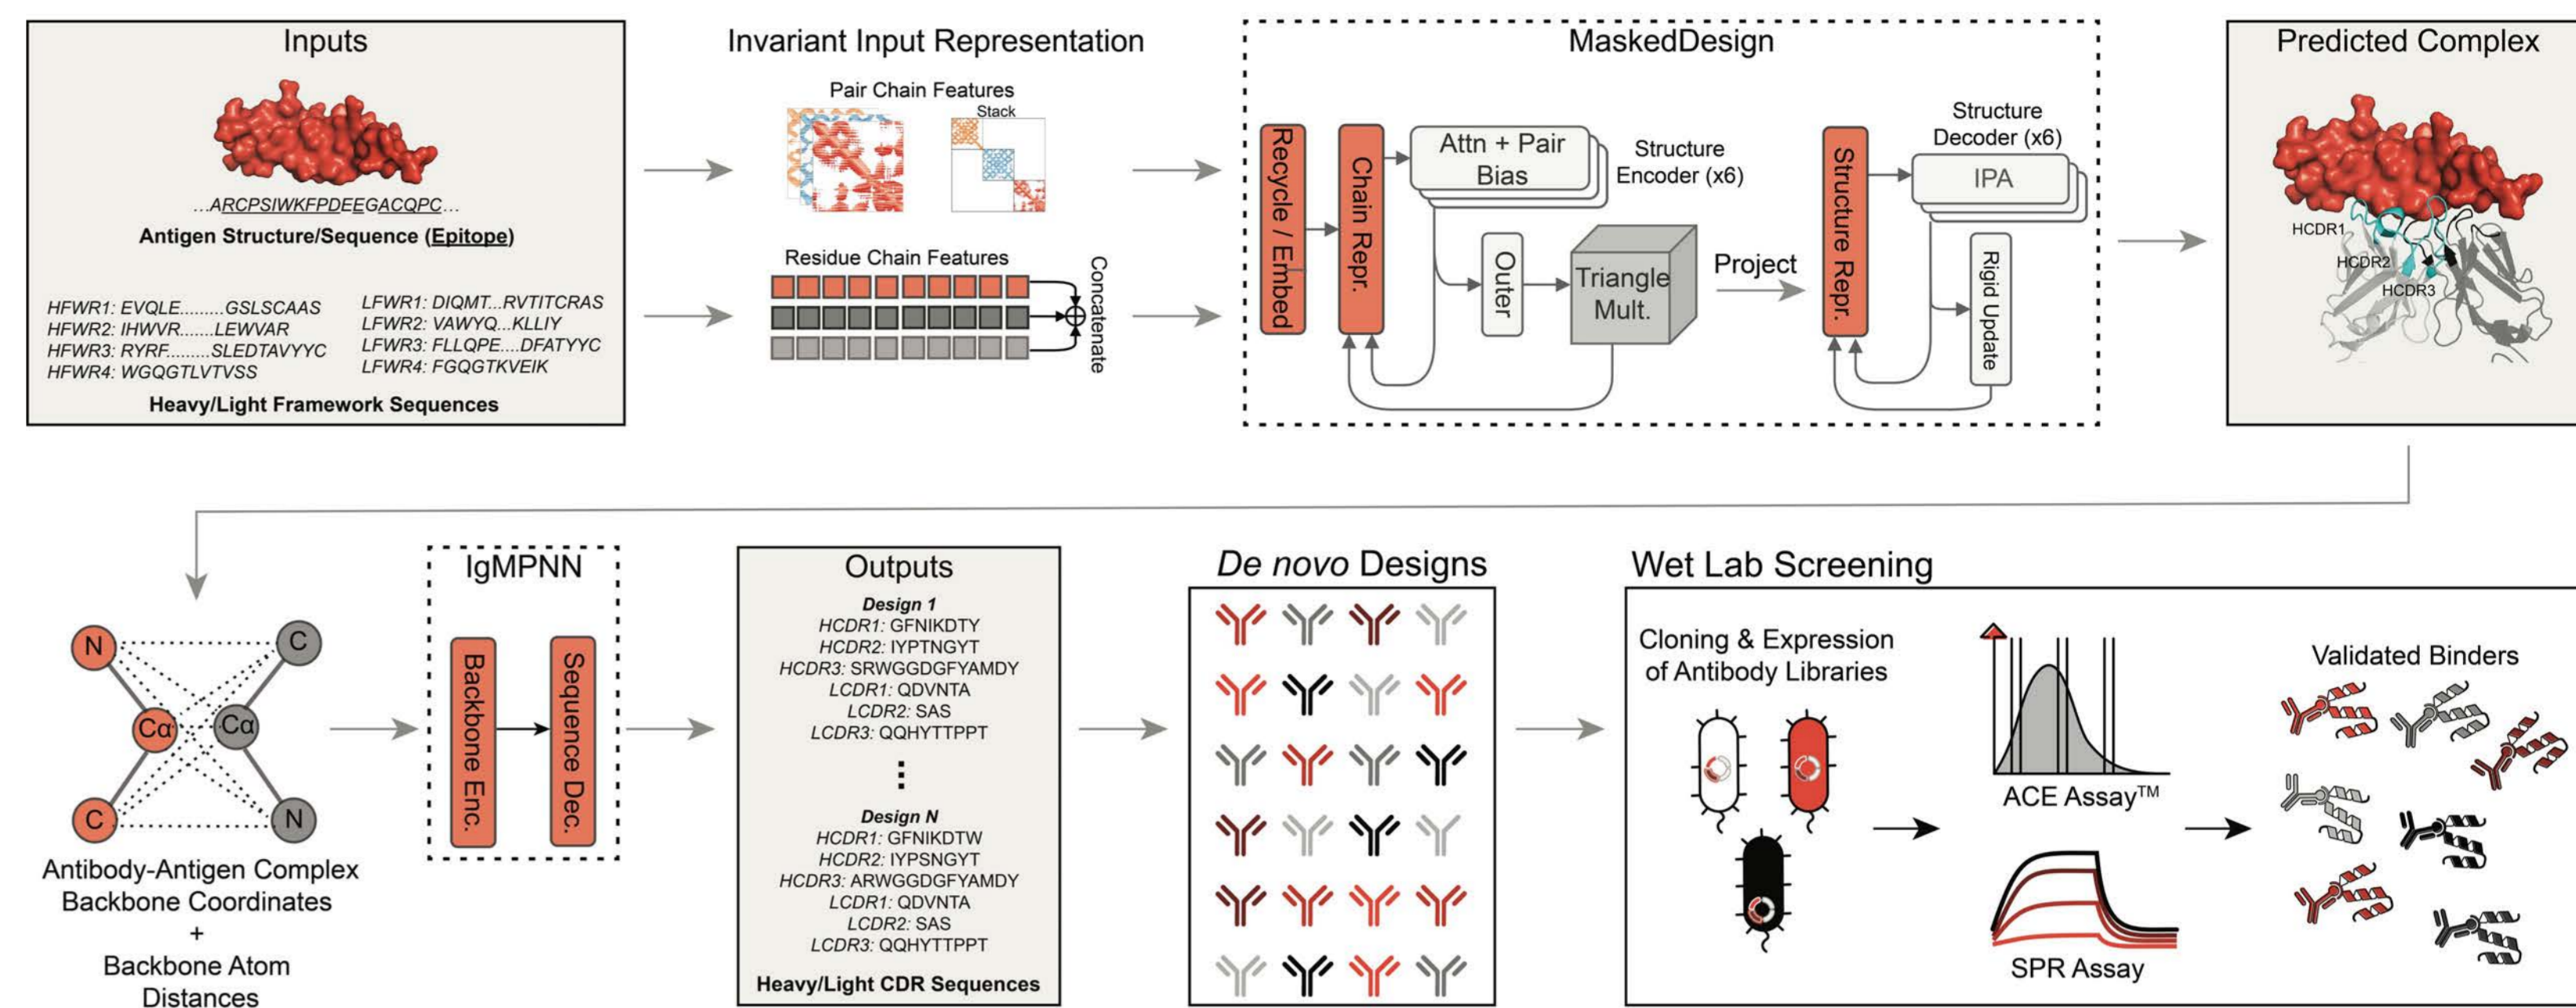 Inputs
...ARCPSIWKFPDEEGACQPC...
Antigen Structure/Sequence (Epitope)
HFWR1: EVQLE.........GSLSCAAS
HFWR2: IHWVR.......LEWVAR
HFWR3: RYRF.........SLEDTAVYYC
HFWR4: WGQGTLVTVSS
LFWR1: DIQMT...RVTITCRAS
LFWR2: VAWYQ...KLLIY
LFWR3: FLLQPE....DFATYYC
LFWR4: FGQGTKVEIK
Heavy/Light Framework Sequences
Invariant Input Representation
Pair Chain Features
Stack
Residue Chain Features
Concatenate
MaskedDesign
Recycle / Embed
Chain Repr.
Attn + Pair
Bias
Structure
Encoder (x6)
Outer
Triangle
Mult.
Project
Structure Repr.
Structure
Decoder (x6)
IPA
Rigid Update
Predicted Complex
HCDR1
HCDR2
HCDR3
N
C
Cα
Cα
C
N
Antibody-Antigen Complex
Backbone Coordinates
+
Backbone Atom
Distances
IgMPNN
Backbone Enc.
Sequence Dec.
Outputs
Design 1
HCDR1: GFNIKDTY
HCDR2: IYPTNGYT
HCDR3: SRWGGDGFYAMDY
LCDR1: QDVNTA
LCDR2: SAS
LCDR3: QQHYTTPPT
Design N
HCDR1: GFNIKDTW
HCDR2: IYPSNGYT
HCDR3: ARWGGDGFYAMDY
LCDR1: QDVNTA
LCDR2: SAS
LCDR3: QQHYTTPPT
Heavy/Light CDR Sequences
De novo Designs
Wet Lab Screening
Cloning & Expression
of Antibody Libraries
ACE Assay™
SPR Assay
Validated Binders